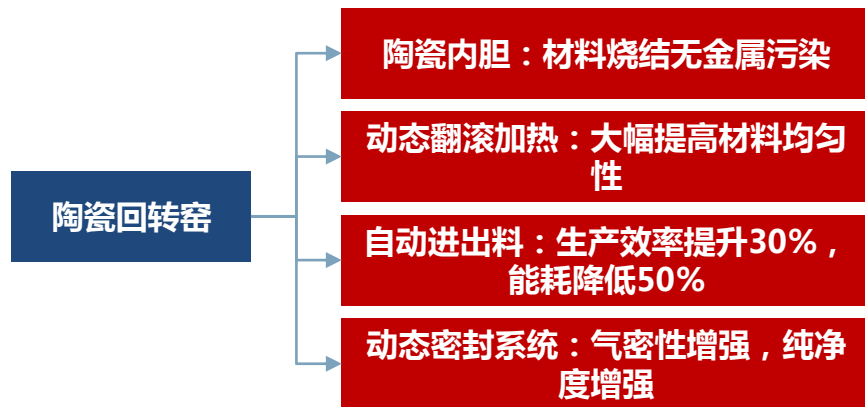 陶瓷回转窑
陶瓷内胆：材料烧结无金属污染
动态翻滚加热：大幅提高材料均匀
性
自动进出料：生产效率提升30%，
能耗降低50%
动态密封系统：气密性增强，纯净
度增强